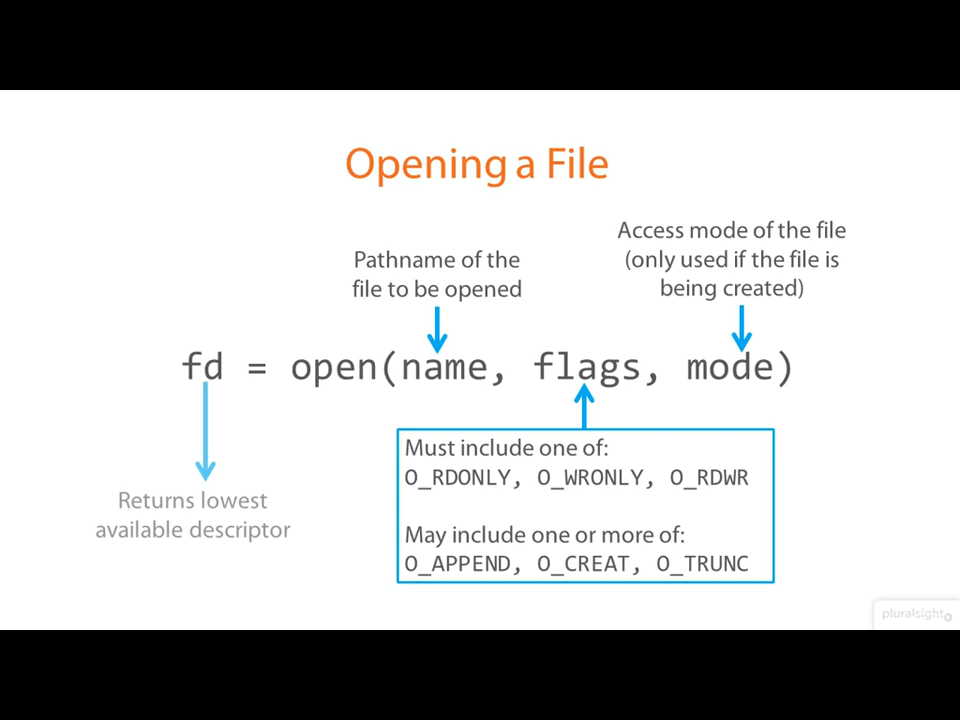 Opening a File
Pathname of the
file to be opened
Access mode of the file
(only used if the file is
being created)
fd = open(name, flags, mode)
Returns lowest
available descriptor
Must include one of:
O_RDONLY, O_WRONLY, O_RDWR
May include one or more of:
O_APPEND, O_CREAT, O_TRUNC
pluralsight